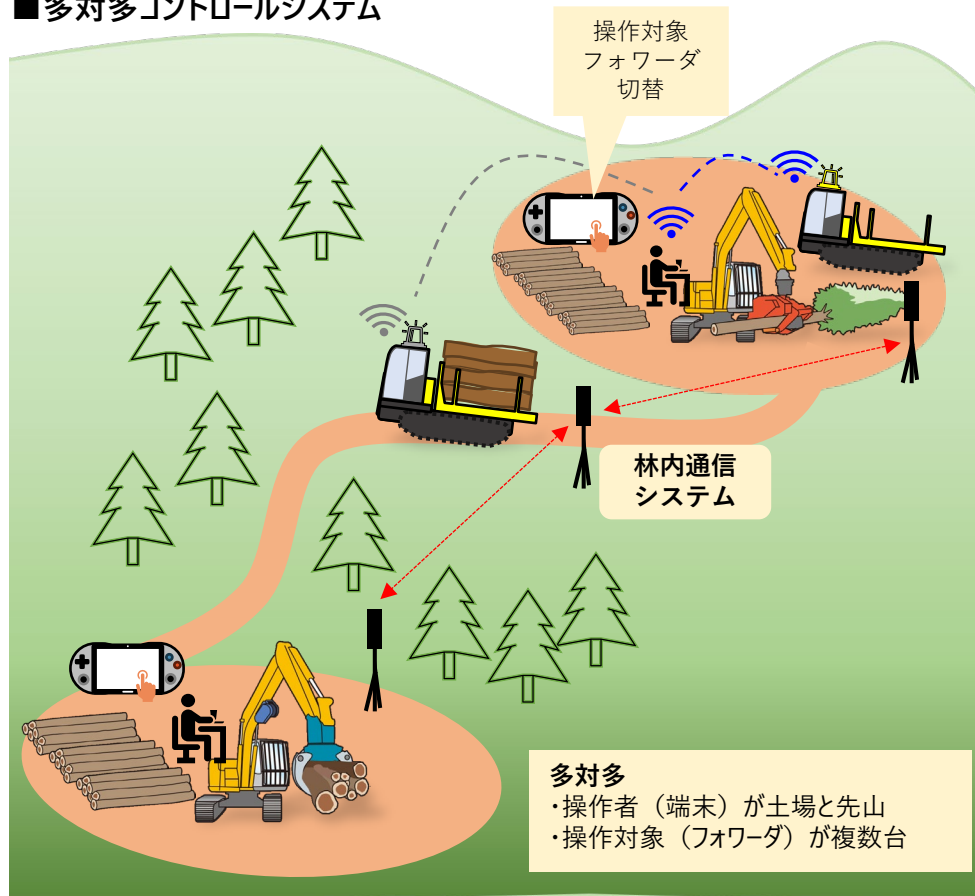 ■多対多コントロールシステム
操作対象
フォワーダ
切替
林内通信
システム
多対多
・操作者（端末）が土場と先山
・操作対象（フォワーダ）が複数台